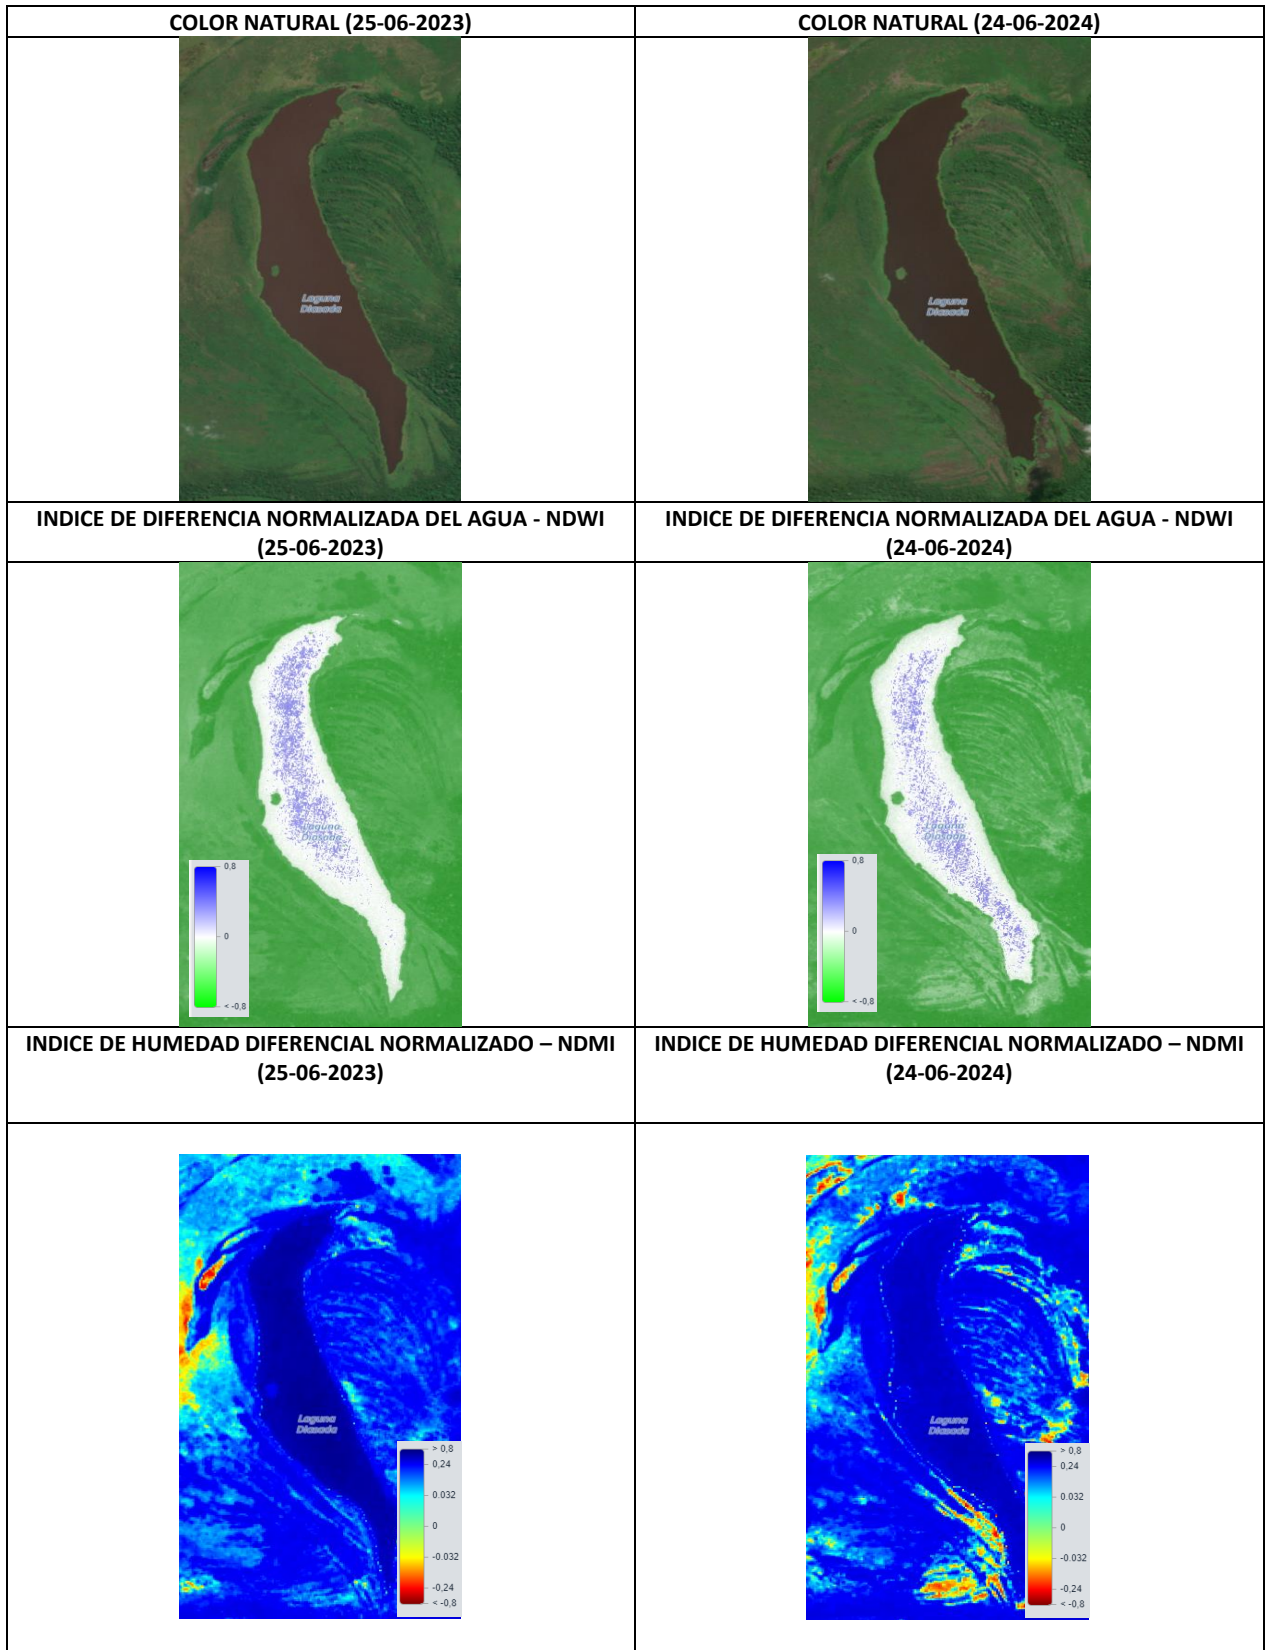 COLOR NATURAL (25-06-2023)
COLOR NATURAL (24-06-2024)
Laguna
Diasada
Laguna
Diasada
INDICE DE DIFERENCIA NORMALIZADA DEL AGUA - NDWI
(25-06-2023)
INDICE DE DIFERENCIA NORMALIZADA DEL AGUA - NDWI
(24-06-2024)
Laguna
Diasada
0,8
0
< -0,8
Laguna
Diasada
0,8
0
< -0,8
INDICE DE HUMEDAD DIFERENCIAL NORMALIZADO – NDMI
(25-06-2023)
INDICE DE HUMEDAD DIFERENCIAL NORMALIZADO – NDMI
(24-06-2024)
Laguna
Diasada
> 0,8
0,24
0.032
0
-0.032
-0,24
< -0,8
Laguna
Diasada
> 0,8
0,24
0.032
0
-0.032
-0,24
< -0,8